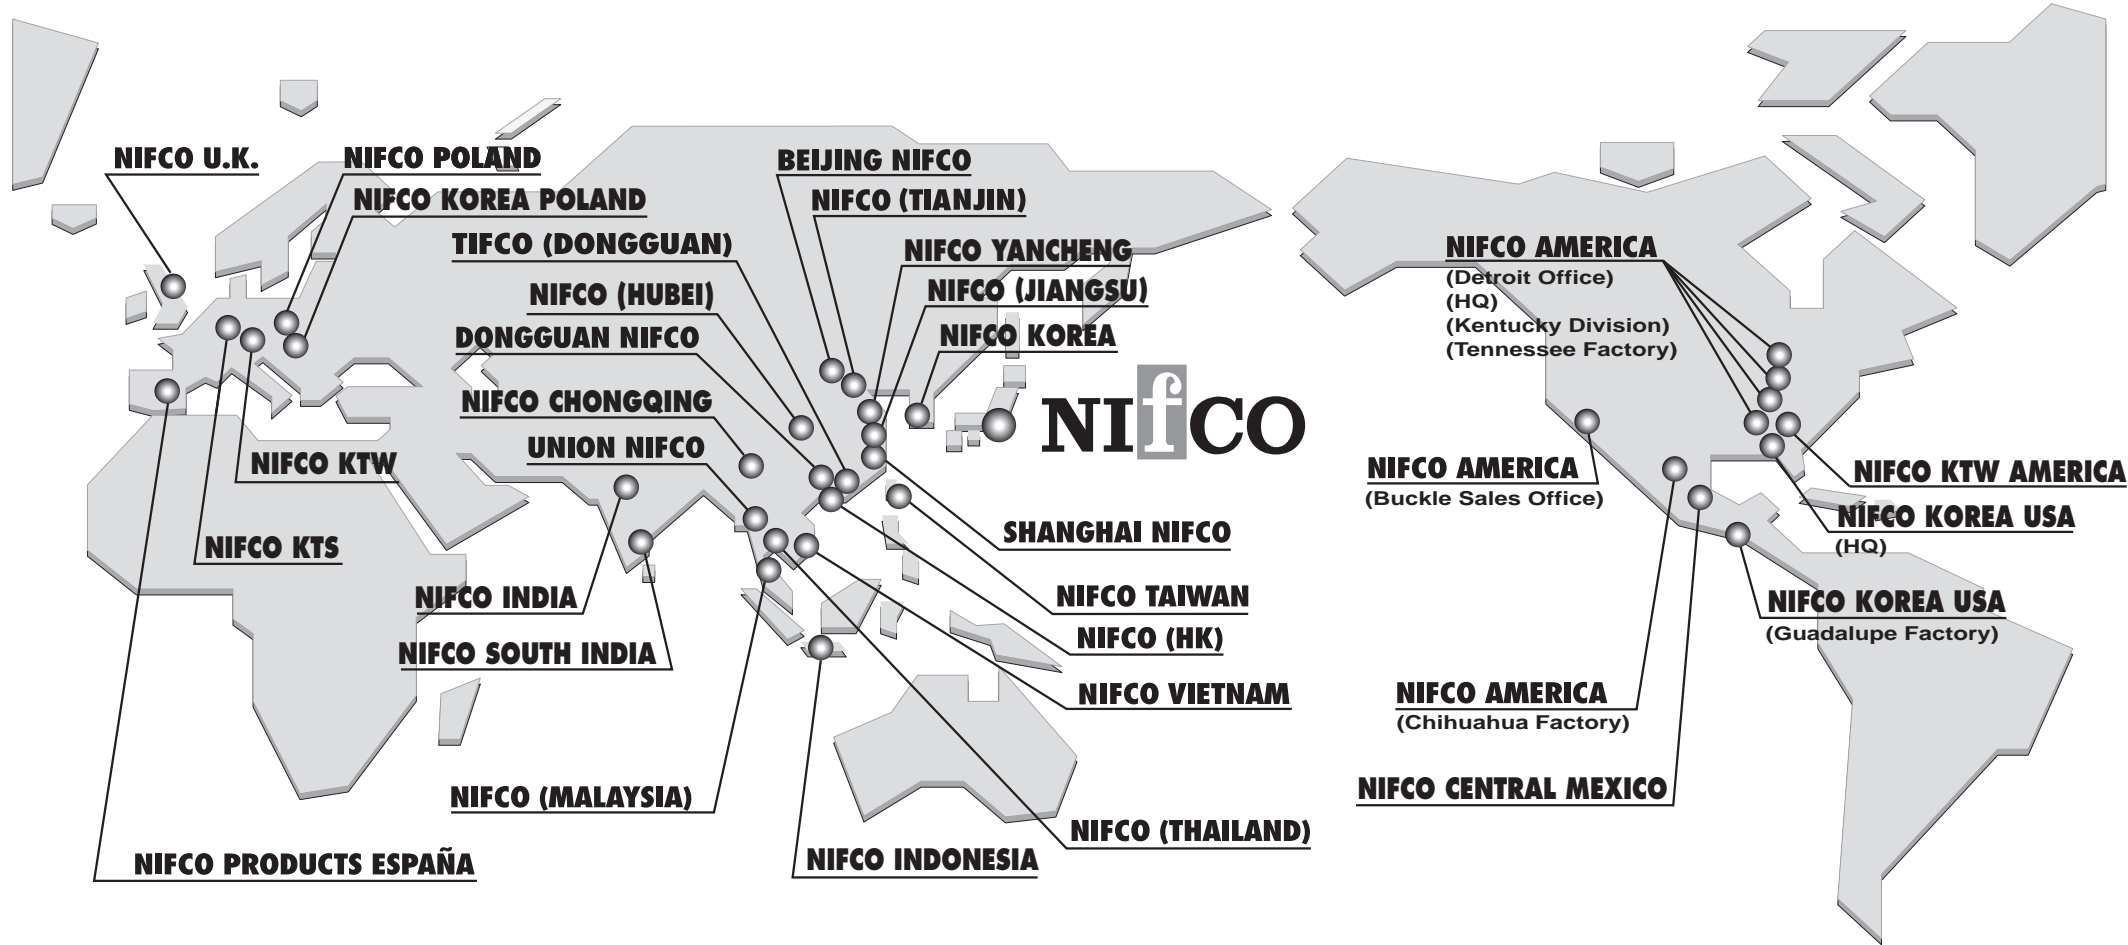 NIFCO U.K.
NIFCO POLAND
NIFCO KOREA POLAND
TIFCO (DONGGUAN)
NIFCO (HUBEI)
DONGGUAN NIFCO
NIFCO CHONGQING
UNION NIFCO
BEIJING NIFCO
NIFCO (TIANJIN)
NIFCO YANCHENG
NIFCO (JIANGSU)
NIFCO KOREA
NIfCO
NIFCO KTW
NIFCO KTS
NIFCO INDIA
NIFCO SOUTH INDIA
NIFCO (MALAYSIA)
NIFCO PRODUCTS ESPAÑA
SHANGHAI NIFCO
NIFCO TAIWAN
NIFCO (HK)
NIFCO VIETNAM
NIFCO (THAILAND)
NIFCO INDONESIA
NIFCO AMERICA
(Detroit Office)
(HQ)
(Kentucky Division)
(Tennessee Factory)
NIFCO AMERICA
(Buckle Sales Office)
NIFCO KTW AMERICA
NIFCO KOREA USA
(HQ)
NIFCO KOREA USA
(Guadalupe Factory)
NIFCO AMERICA
(Chihuahua Factory)
NIFCO CENTRAL MEXICO